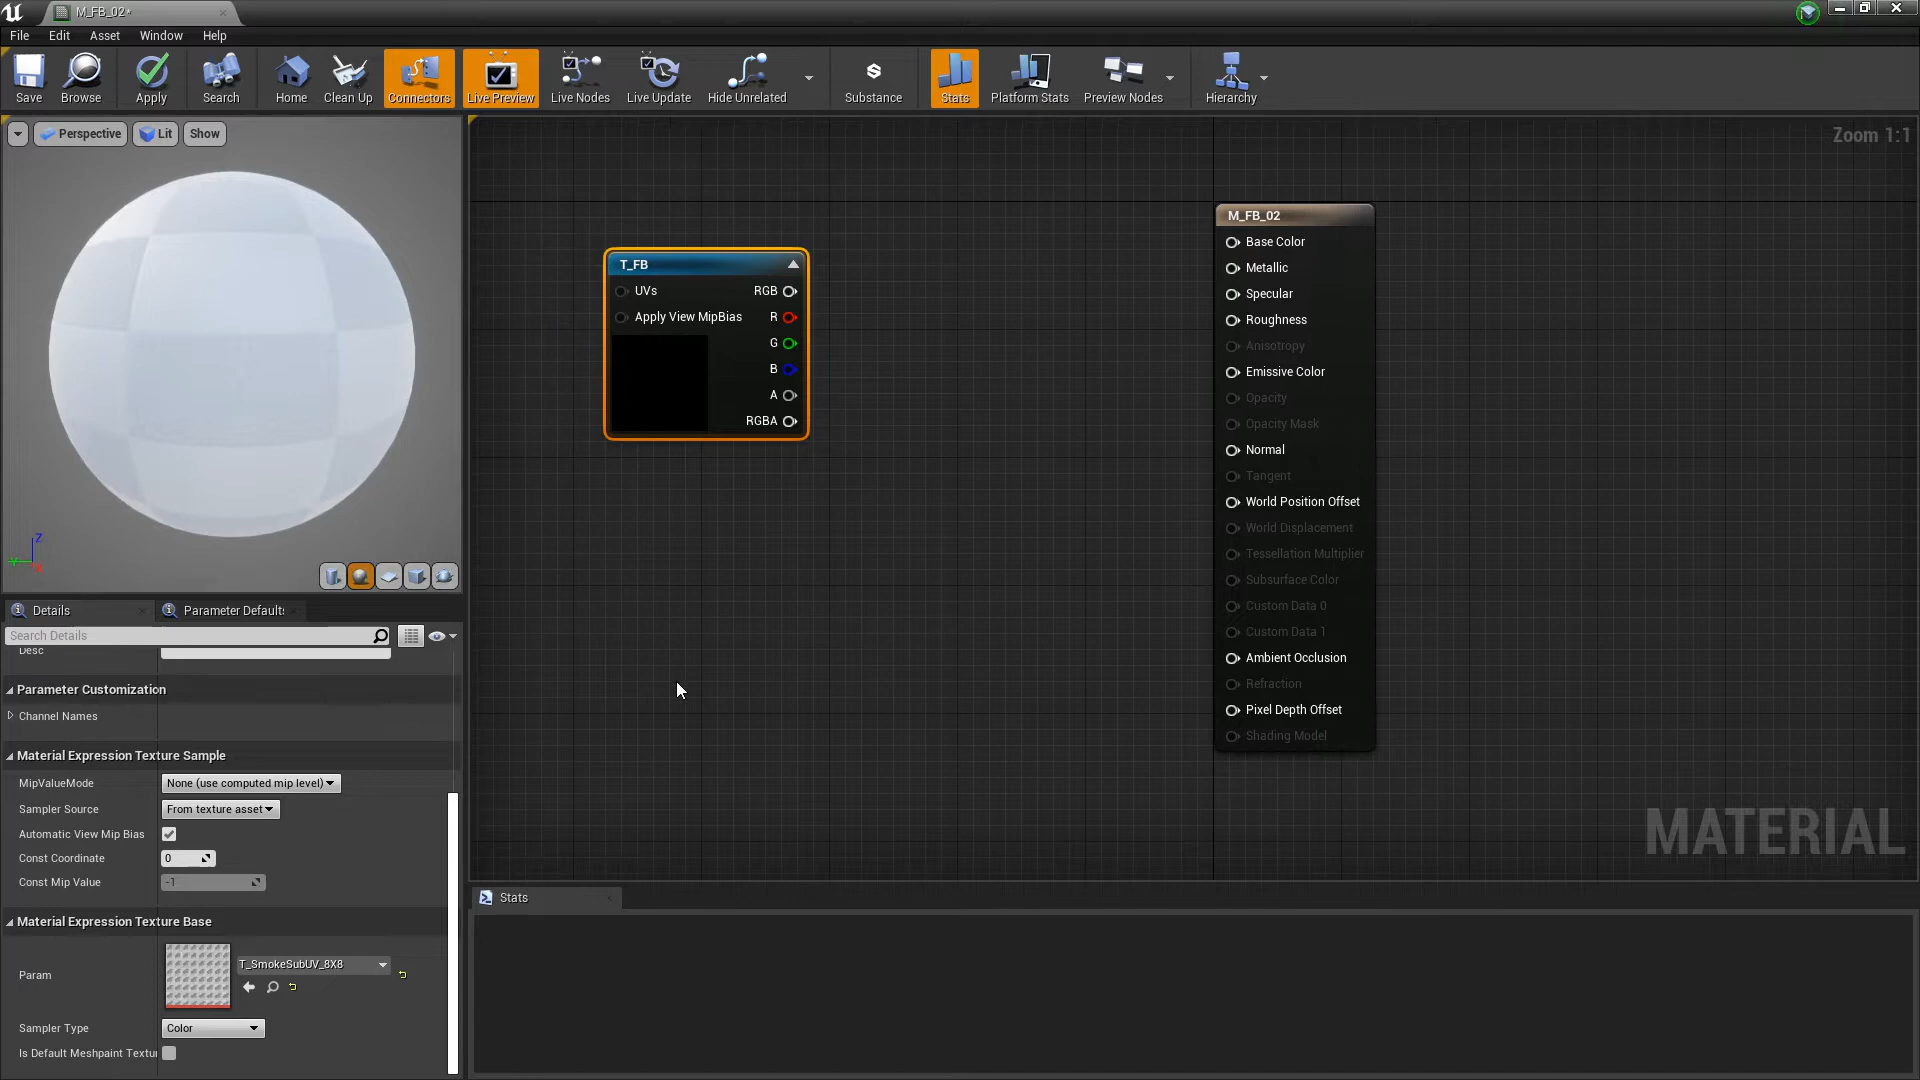 M_FB_02*
File Edit Asset Window Help
Save Browse Apply Search Home Clean Up Connectors Live Preview Live Nodes Live Update Hide Unrelated Substance Stats Platform Stats Preview Nodes Hierarchy
Perspective Lit Show
Zoom 1:1
M_FB_02
Base Color
Metallic
Specular
Roughness
Anisotropy
Emissive Color
Opacity
Opacity Mask
Normal
Tangent
World Position Offset
World Displacement
Tessellation Multiplier
Subsurface Color
Custom Data 0
Custom Data 1
Ambient Occlusion
Refraction
Pixel Depth Offset
Shading Model
T_FB
UVs RGB
Apply View MipBias R
G
B
A
RGBA
Z
Y
X
Details Parameter Defaults
Search Details
Desc
Parameter Customization
Channel Names
Material Expression Texture Sample
MipValueMode None (use computed mip level)
Sampler Source From texture asset
Automatic View Mip Bias
Const Coordinate 0
Const Mip Value -1
Material Expression Texture Base
Param T_SmokeSubUV_8X8
Sampler Type Color
Is Default Meshpaint Textur
MATERIAL
Stats